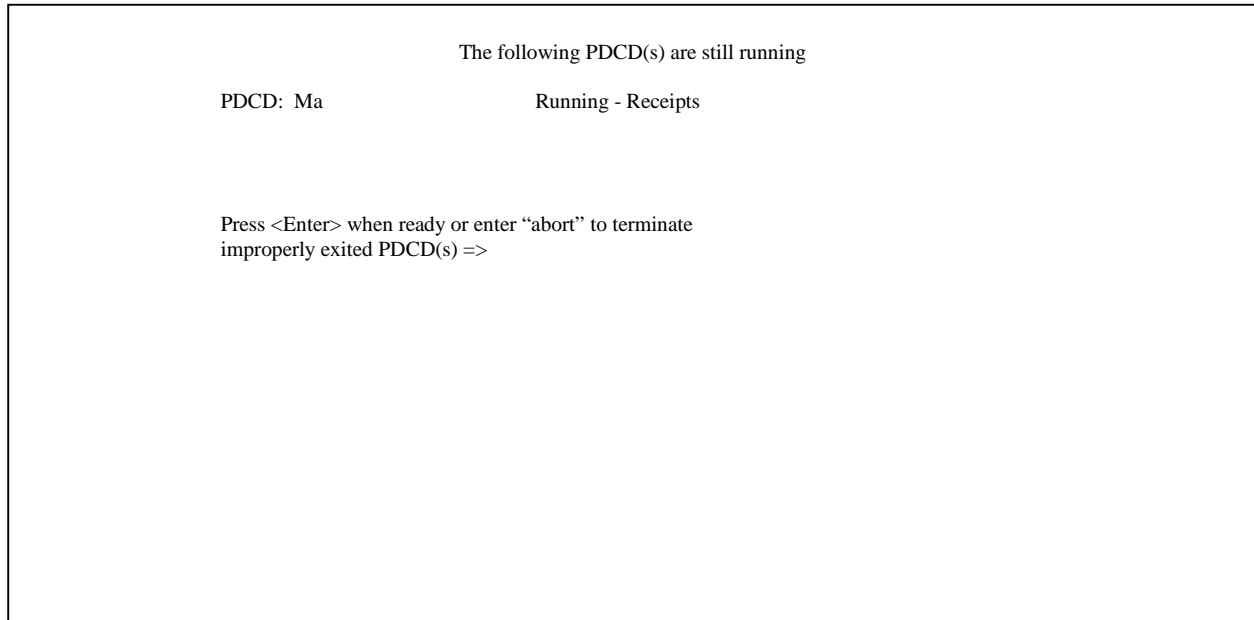 The following PDCD(s) are still running
PDCD: Ma Running - Receipts
Press <Enter> when ready or enter “abort” to terminate
improperly exited PDCD(s) =>